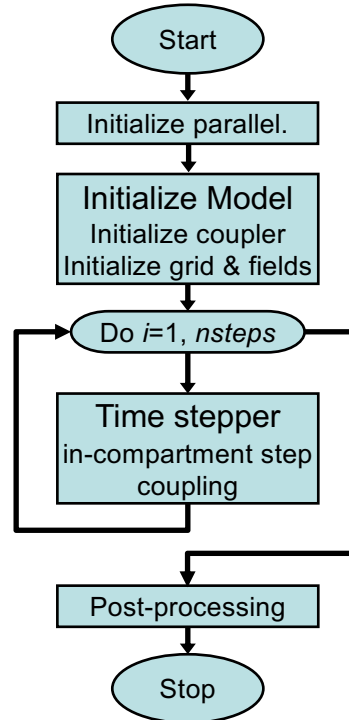 Start
Initialize parallel.
Initialize Model
Initialize coupler
Initialize grid & fields
Do i=1, nsteps
Time stepper
in-compartment step
coupling
Post-processing
Stop